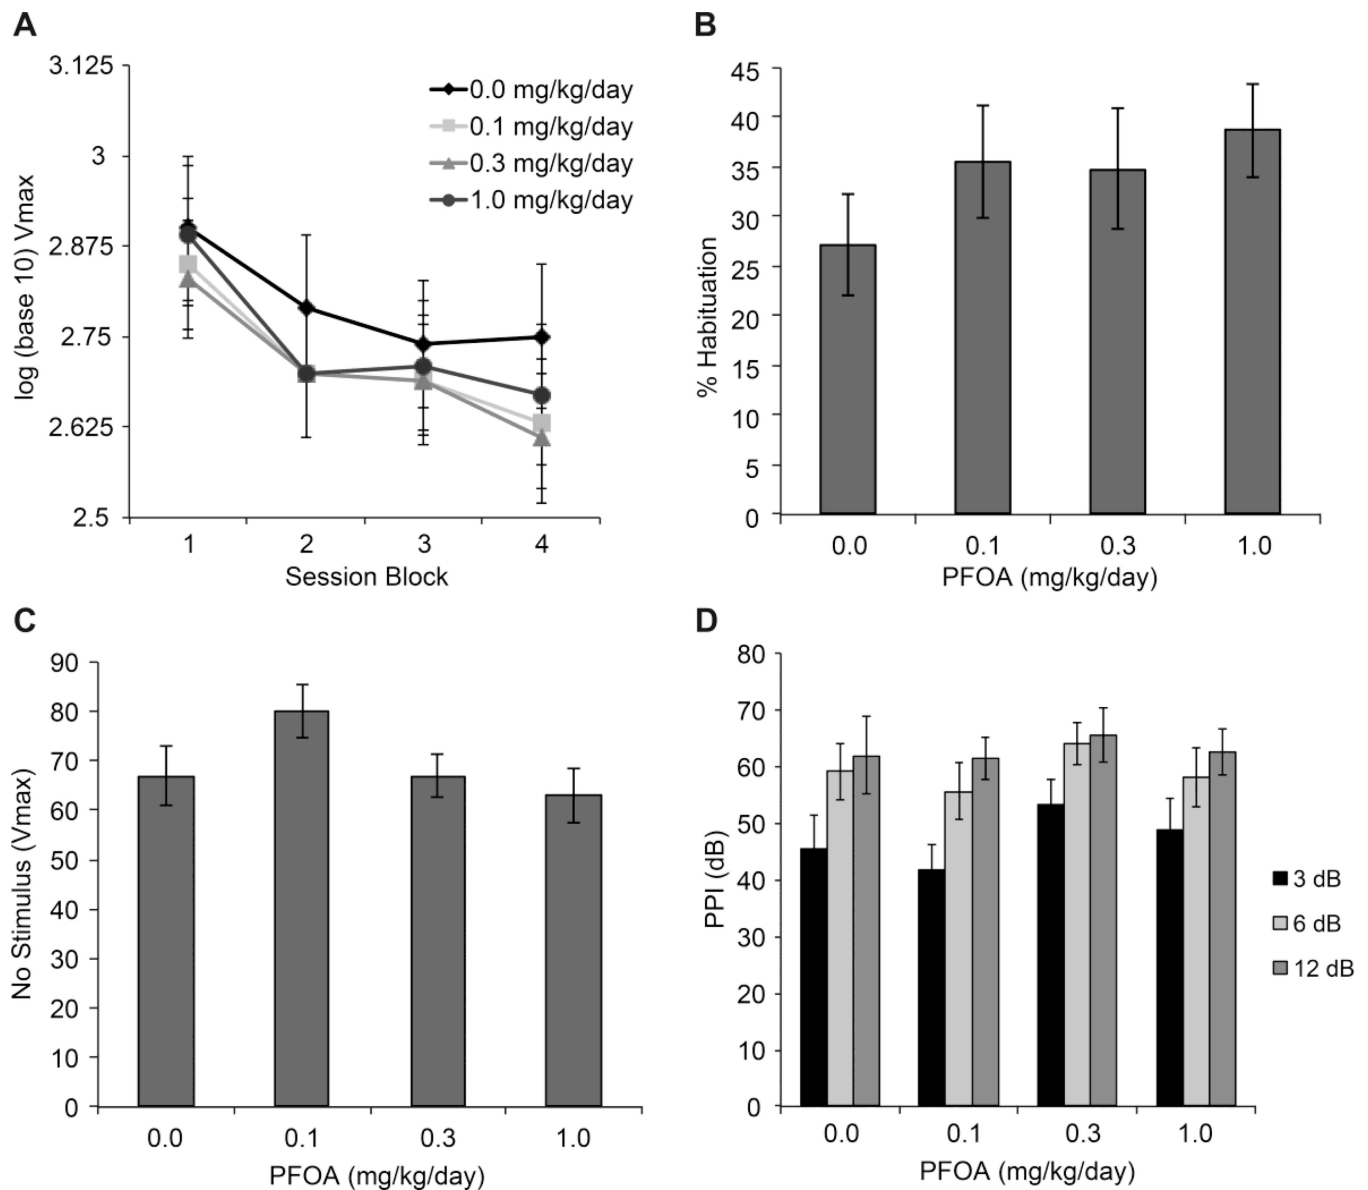 A
3.125
3
2.875
2.75
2.625
2.5
log (base 10) Vmax
0.0 mg/kg/day
0.1 mg/kg/day
0.3 mg/kg/day
1.0 mg/kg/day
1 2 3 4
Session Block
B
45
40
35
30
25
20
15
10
5
0
% Habituation
0.0 0.1 0.3 1.0
PFOA (mg/kg/day)
C
90
80
70
60
50
40
30
20
10
0
No Stimulus (Vmax)
0.0 0.1 0.3 1.0
PFOA (mg/kg/day)
D
80
70
60
50
40
30
20
10
0
PPI (dB)
3 dB
6 dB
12 dB
0.0 0.1 0.3 1.0
PFOA (mg/kg/day)